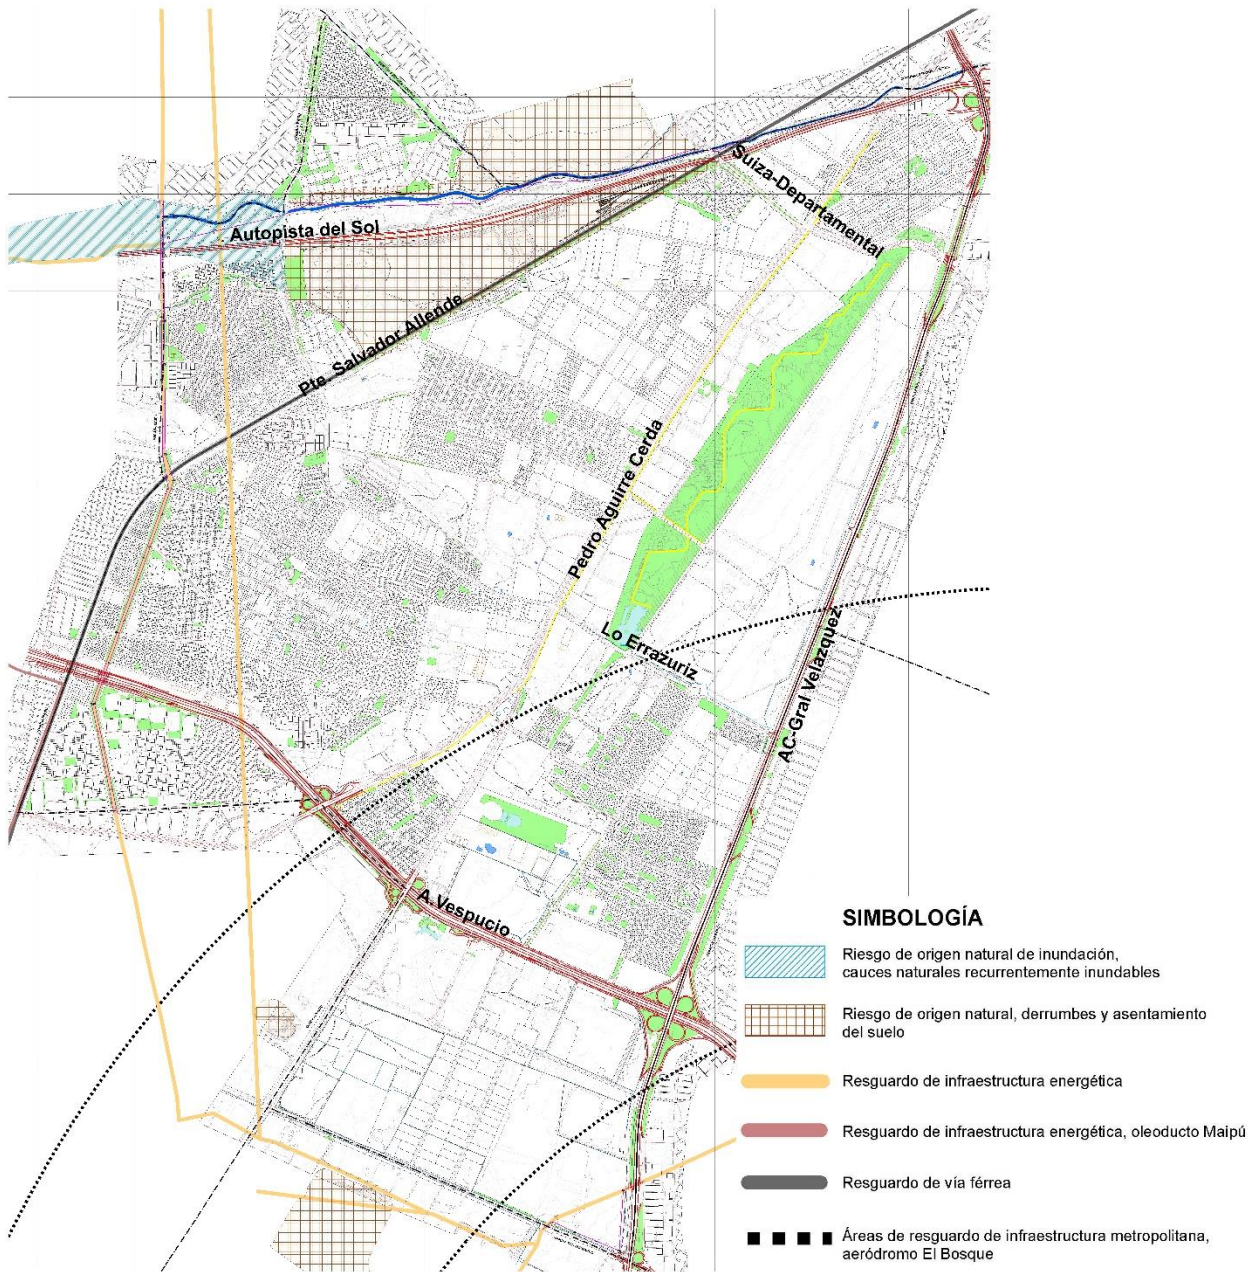 Suiza-Departamental
Autopista del Sol
Pte. Salvador Allende
Pedro Aguirre Cerda
Lo Errazuriz
AC-Gral Velazquez
A.Vespucio
SIMBOLOGÍA
Riesgo de origen natural de inundación,
cauces naturales recurrentemente inundables
Riesgo de origen natural, derrumbes y asentamiento
del suelo
Resguardo de infraestructura energética
Resguardo de infraestructura energética, oleoducto Maipú
Resguardo de vía férrea
Áreas de resguardo de infraestructura metropolitana,
aeródromo El Bosque